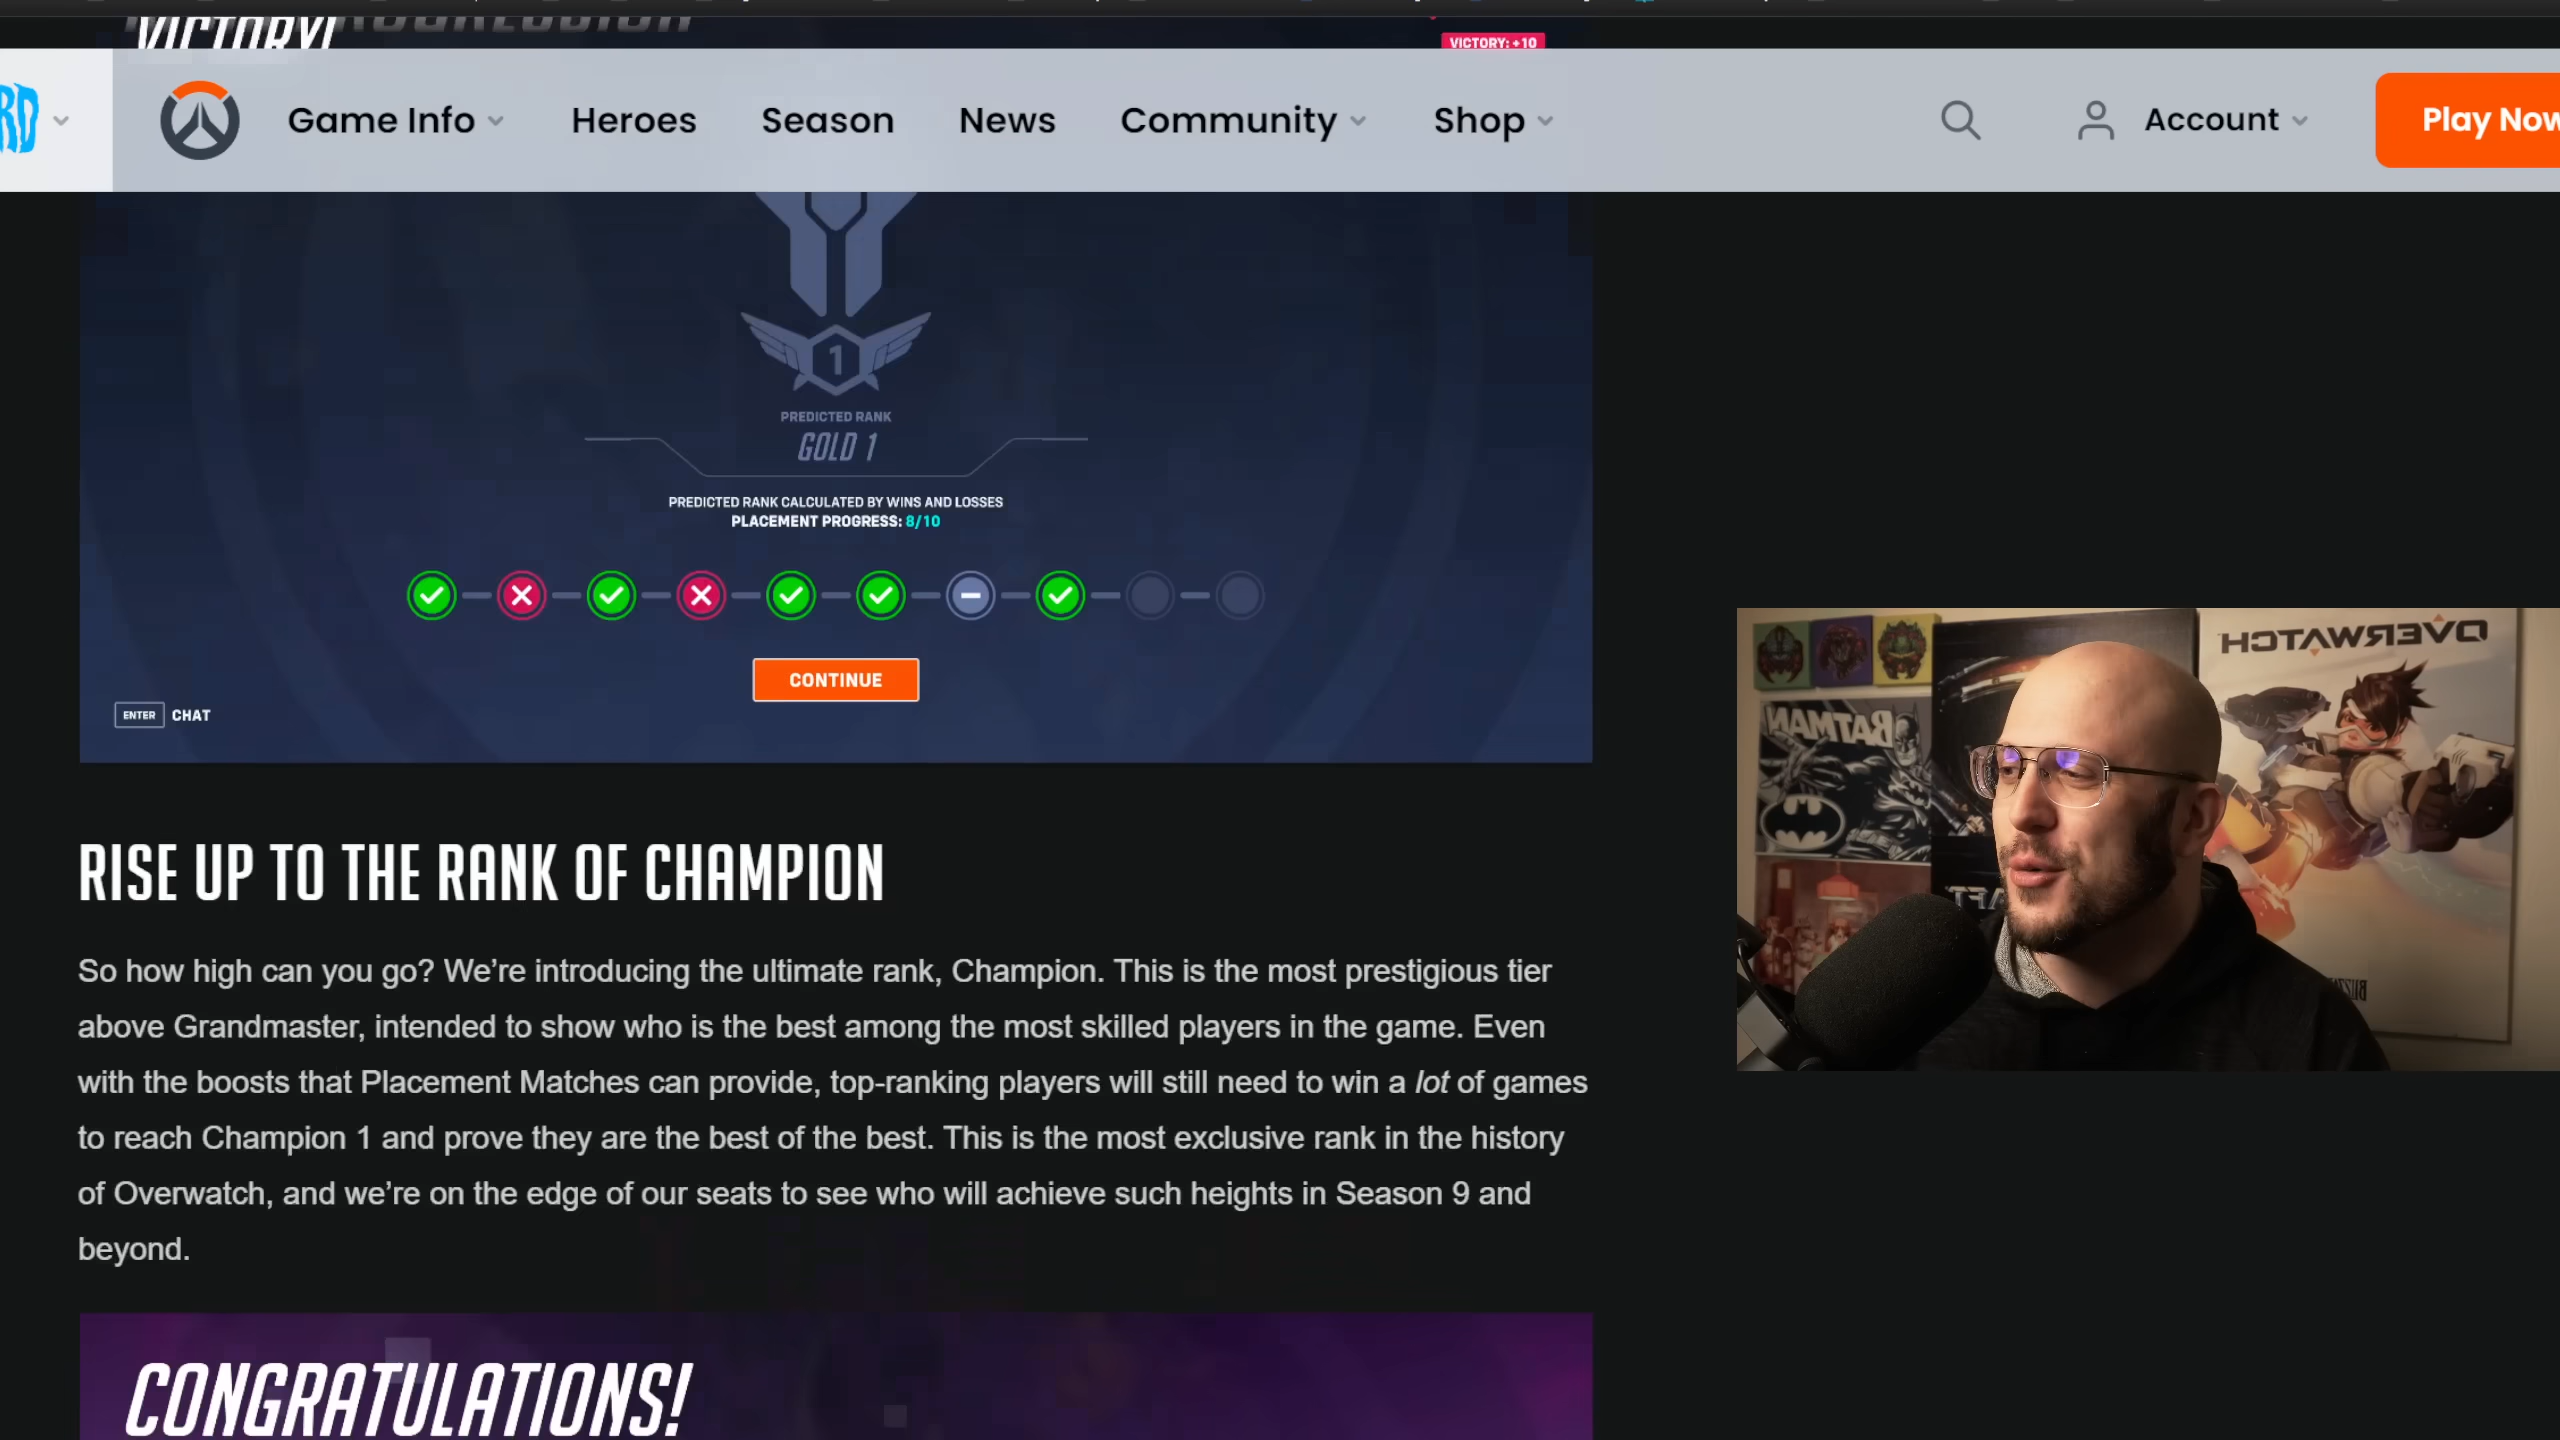 VICTORY!
VICTORY: +10
RD
Game Info
Heroes
Season
News
Community
Shop
Account
Play Now
1
PREDICTED RANK
GOLD 1
PREDICTED RANK CALCULATED BY WINS AND LOSSES
PLACEMENT PROGRESS: 8/10
CONTINUE
ENTER CHAT
RISE UP TO THE RANK OF CHAMPION
So how high can you go? We’re introducing the ultimate rank, Champion. This is the most prestigious tier
above Grandmaster, intended to show who is the best among the most skilled players in the game. Even
with the boosts that Placement Matches can provide, top-ranking players will still need to win a lot of games
to reach Champion 1 and prove they are the best of the best. This is the most exclusive rank in the history
of Overwatch, and we’re on the edge of our seats to see who will achieve such heights in Season 9 and
beyond.
CONGRATULATIONS!
OVERWATCH
BATMAN